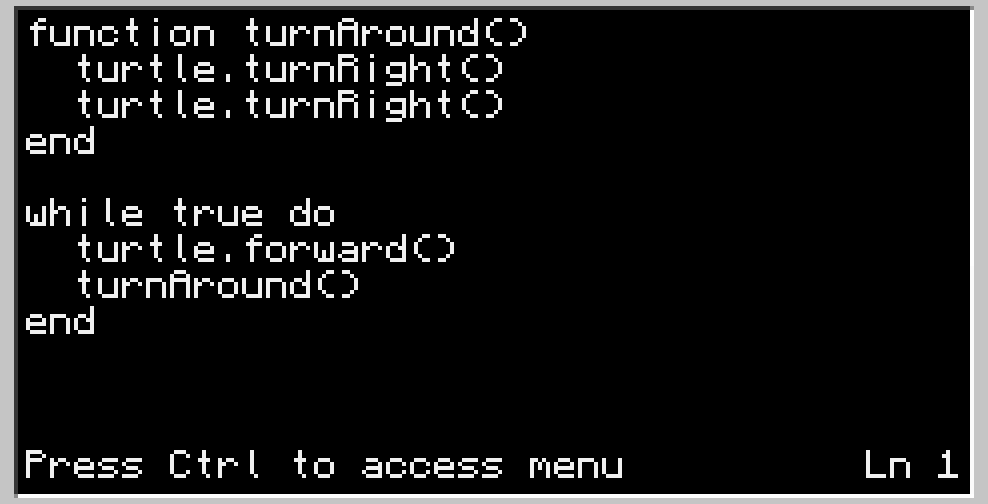 function turnAround()
  turtle.turnRight()
  turtle.turnRight()
end

while true do
  turtle.forward()
  turnAround()
end

Press Ctrl to access menu Ln 1